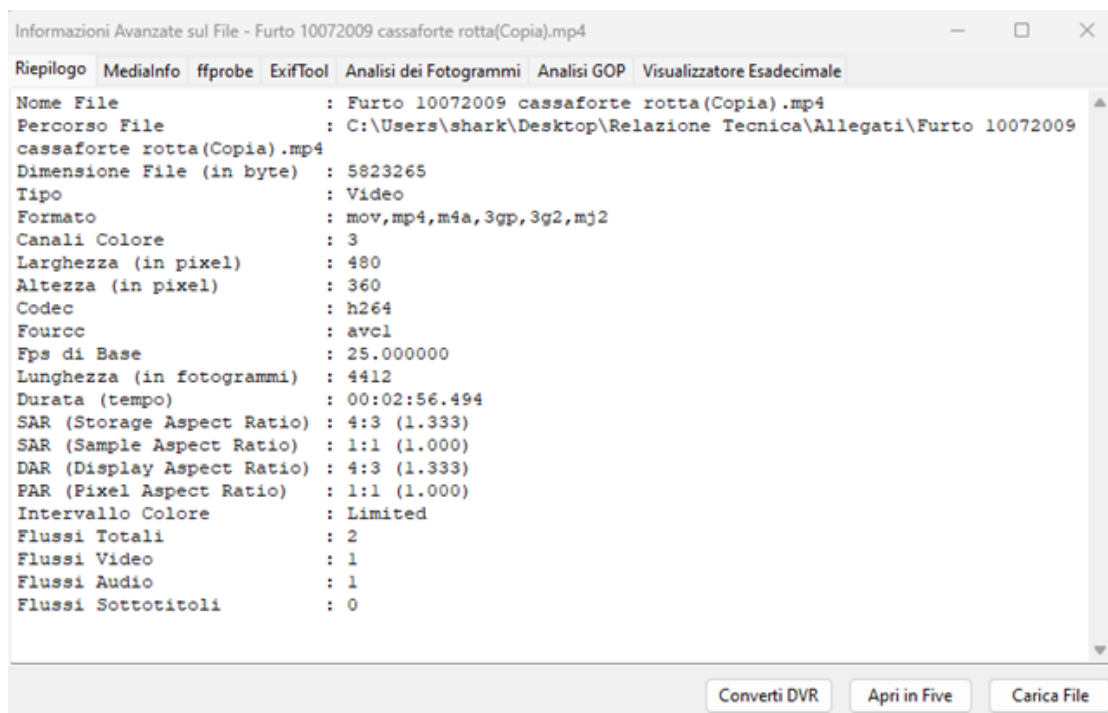 Informazioni Avanzate sul File - Furto 10072009 cassaforte rotta(Copia).mp4
Riepilogo MediaInfo ffprobe ExifTool Analisi dei Fotogrammi Analisi GOP Visualizzatore Esadecimale
Nome File : Furto 10072009 cassaforte rotta(Copia).mp4
Percorso File : C:\Users\shark\Desktop\Relazione Tecnica\Allegati\Furto 10072009
cassaforte rotta(Copia).mp4
Dimensione File (in byte) : 5823265
Tipo : Video
Formato : mov,mp4,m4a,3gp,3g2,mj2
Canali Colore : 3
Larghezza (in pixel) : 480
Altezza (in pixel) : 360
Codec : h264
Fourcc : avc1
Fps di Base : 25.000000
Lunghezza (in fotogrammi) : 4412
Durata (tempo) : 00:02:56.494
SAR (Storage Aspect Ratio) : 4:3 (1.333)
SAR (Sample Aspect Ratio) : 1:1 (1.000)
DAR (Display Aspect Ratio) : 4:3 (1.333)
PAR (Pixel Aspect Ratio) : 1:1 (1.000)
Intervallo Colore : Limited
Flussi Totali : 2
Flussi Video : 1
Flussi Audio : 1
Flussi Sottotitoli : 0
Converti DVR Apri in Five Carica File